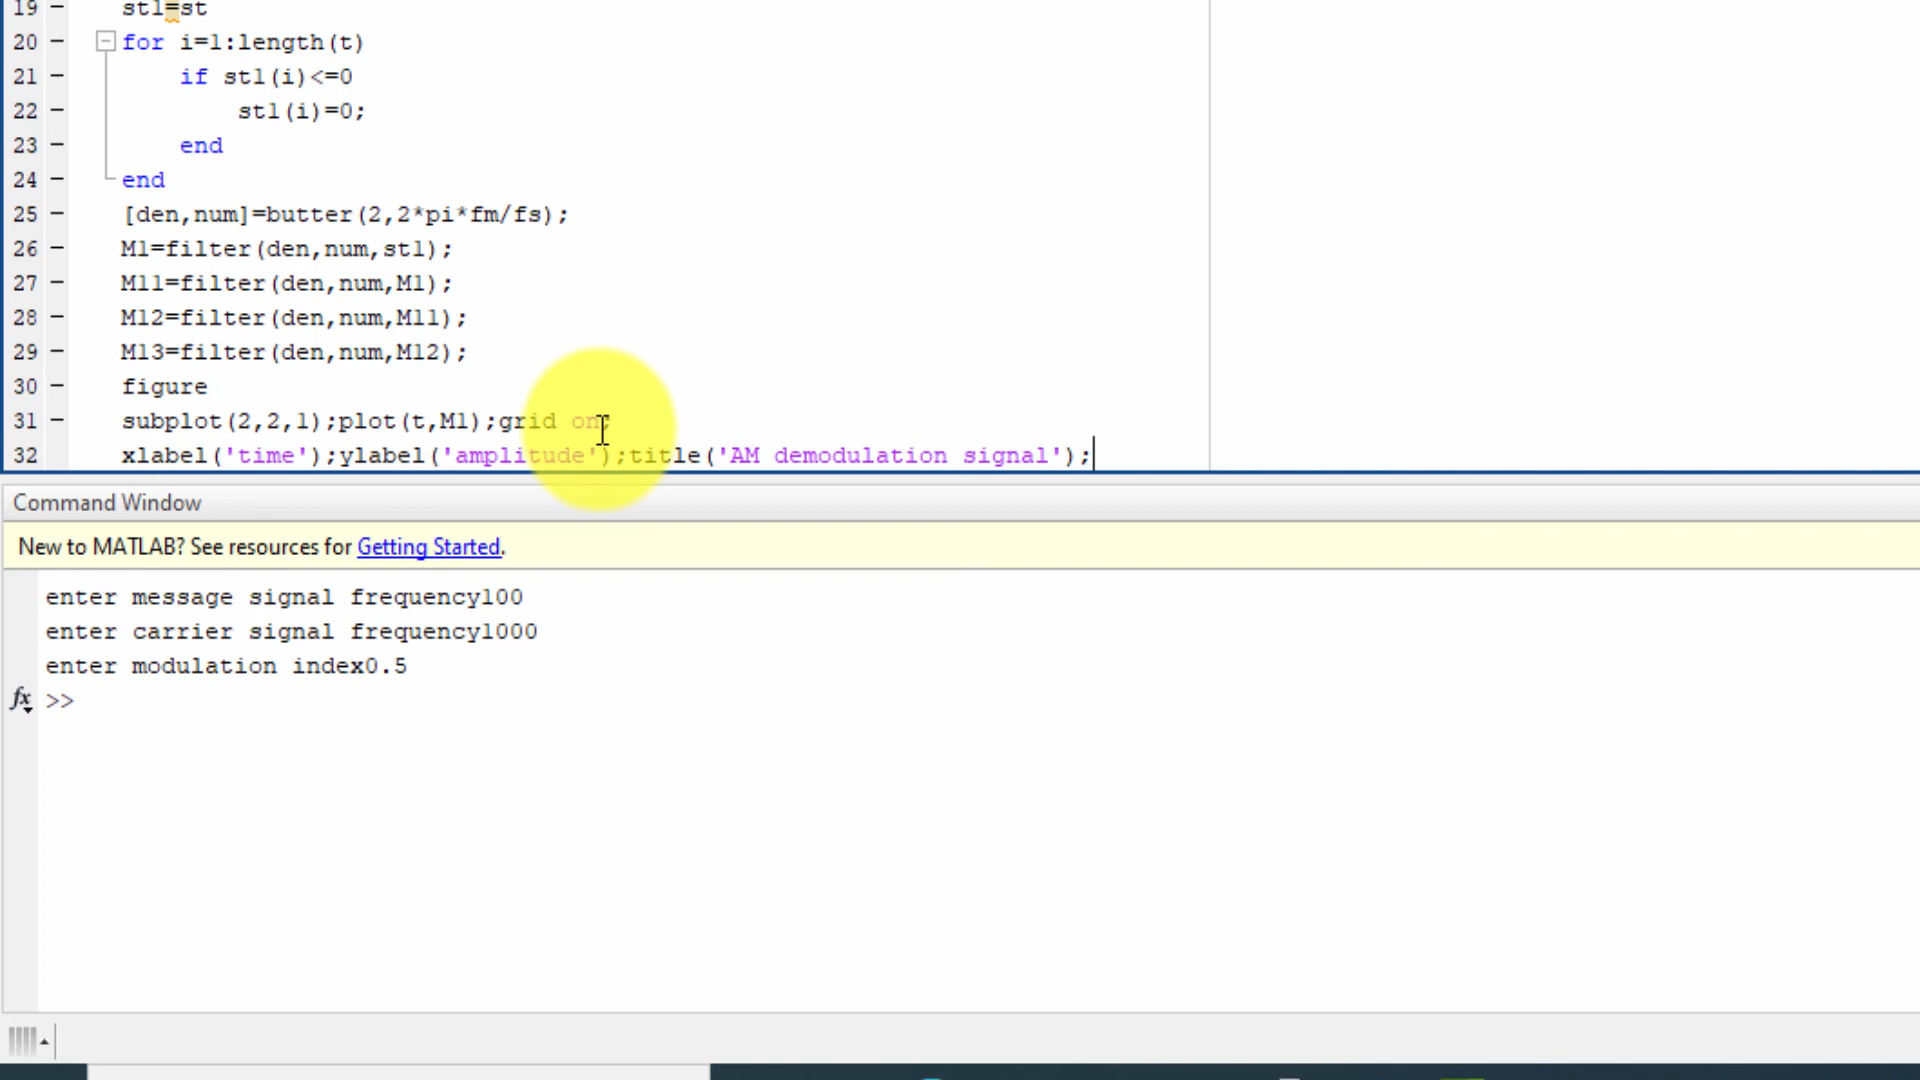 19 – st1=st
20 – for i=1:length(t)
21 – if st1(i)<=0
22 – st1(i)=0;
23 – end
24 – end
25 – [den,num]=butter(2,2*pi*fm/fs);
26 – M1=filter(den,num,st1);
27 – M11=filter(den,num,M1);
28 – M12=filter(den,num,M11);
29 – M13=filter(den,num,M12);
30 – figure
31 – subplot(2,2,1);plot(t,M1);grid on;
32 xlabel('time');ylabel('amplitude');title('AM demodulation signal');
Command Window
New to MATLAB? See resources for Getting Started.
enter message signal frequency100
enter carrier signal frequency1000
enter modulation index0.5
fx >>